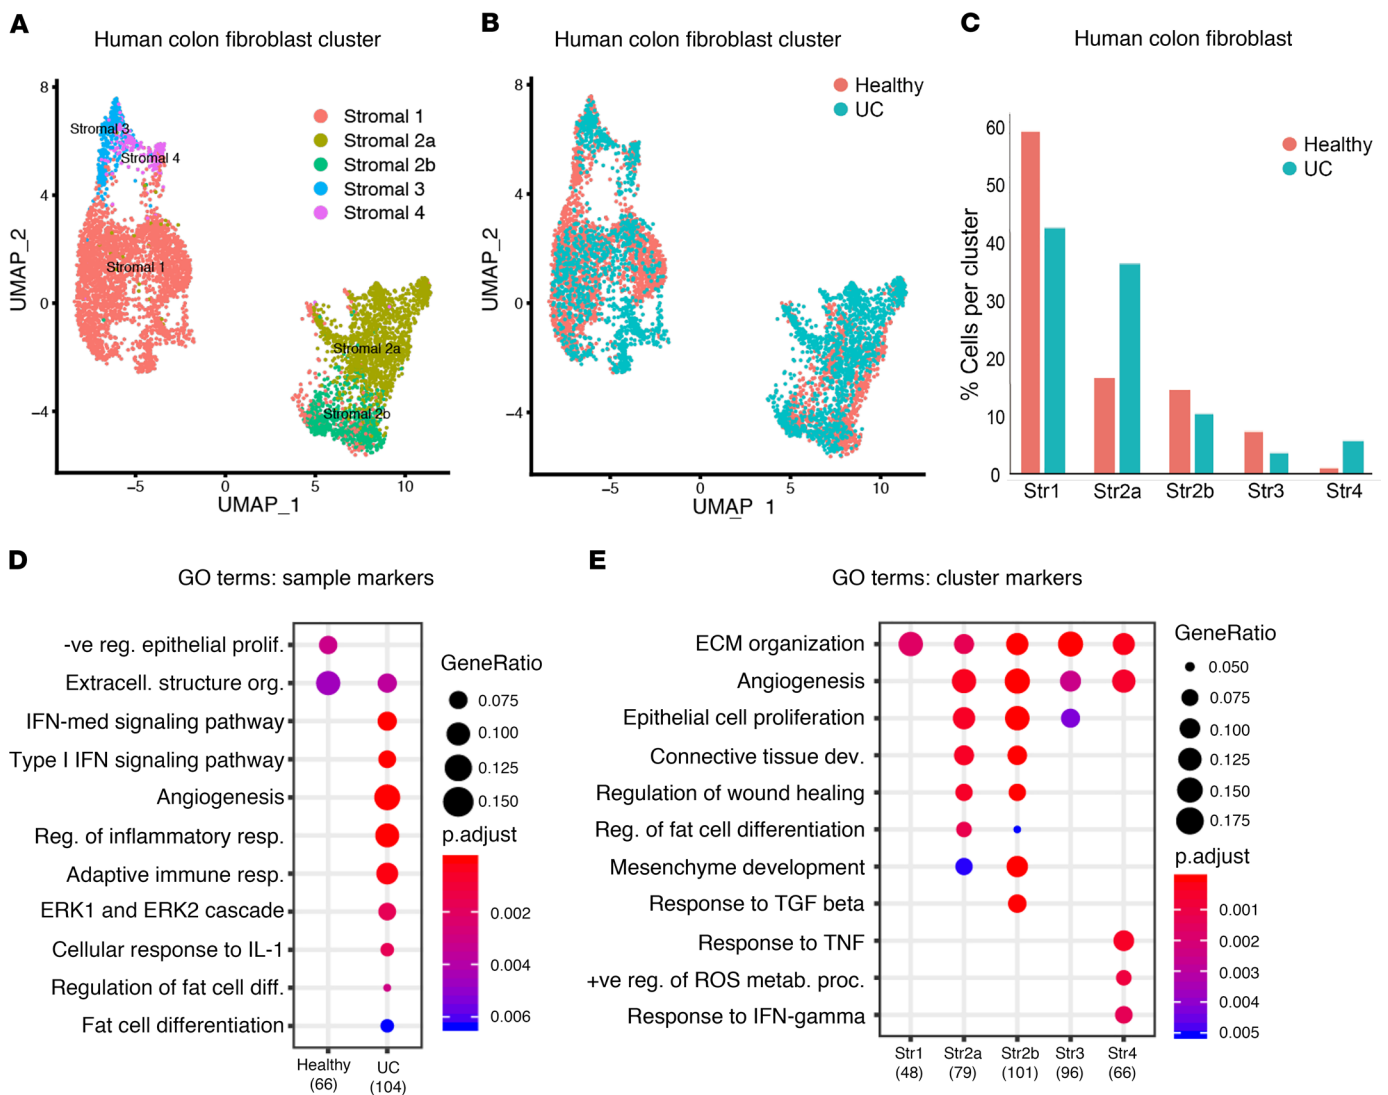 A
Human colon fibroblast cluster
8
4
0
−4
−5
0
5
10
UMAP_2
UMAP_1
Stromal 3
Stromal 4
Stromal 1
Stromal 2a
Stromal 2b
Stromal 1
Stromal 2a
Stromal 2b
Stromal 3
Stromal 4
B
Human colon fibroblast cluster
Healthy
UC
8
4
0
−4
−5
0
5
10
UMAP_2
UMAP_1
C
Human colon fibroblast
Healthy
UC
% Cells per cluster
60
50
40
30
20
10
0
Str1
Str2a
Str2b
Str3
Str4
D
GO terms: sample markers
-ve reg. epithelial prolif.
Extracell. structure org.
IFN-med signaling pathway
Type I IFN signaling pathway
Angiogenesis
Reg. of inflammatory resp.
Adaptive immune resp.
ERK1 and ERK2 cascade
Cellular response to IL-1
Regulation of fat cell diff.
Fat cell differentiation
Healthy
(66)
UC
(104)
GeneRatio
0.075
0.100
0.125
0.150
p.adjust
0.002
0.004
0.006
E
GO terms: cluster markers
ECM organization
Angiogenesis
Epithelial cell proliferation
Connective tissue dev.
Regulation of wound healing
Reg. of fat cell differentiation
Mesenchyme development
Response to TGF beta
Response to TNF
+ve reg. of ROS metab. proc.
Response to IFN-gamma
Str1
(48)
Str2a
(79)
Str2b
(101)
Str3
(96)
Str4
(66)
GeneRatio
0.050
0.075
0.100
0.125
0.150
0.175
p.adjust
0.001
0.002
0.003
0.004
0.005